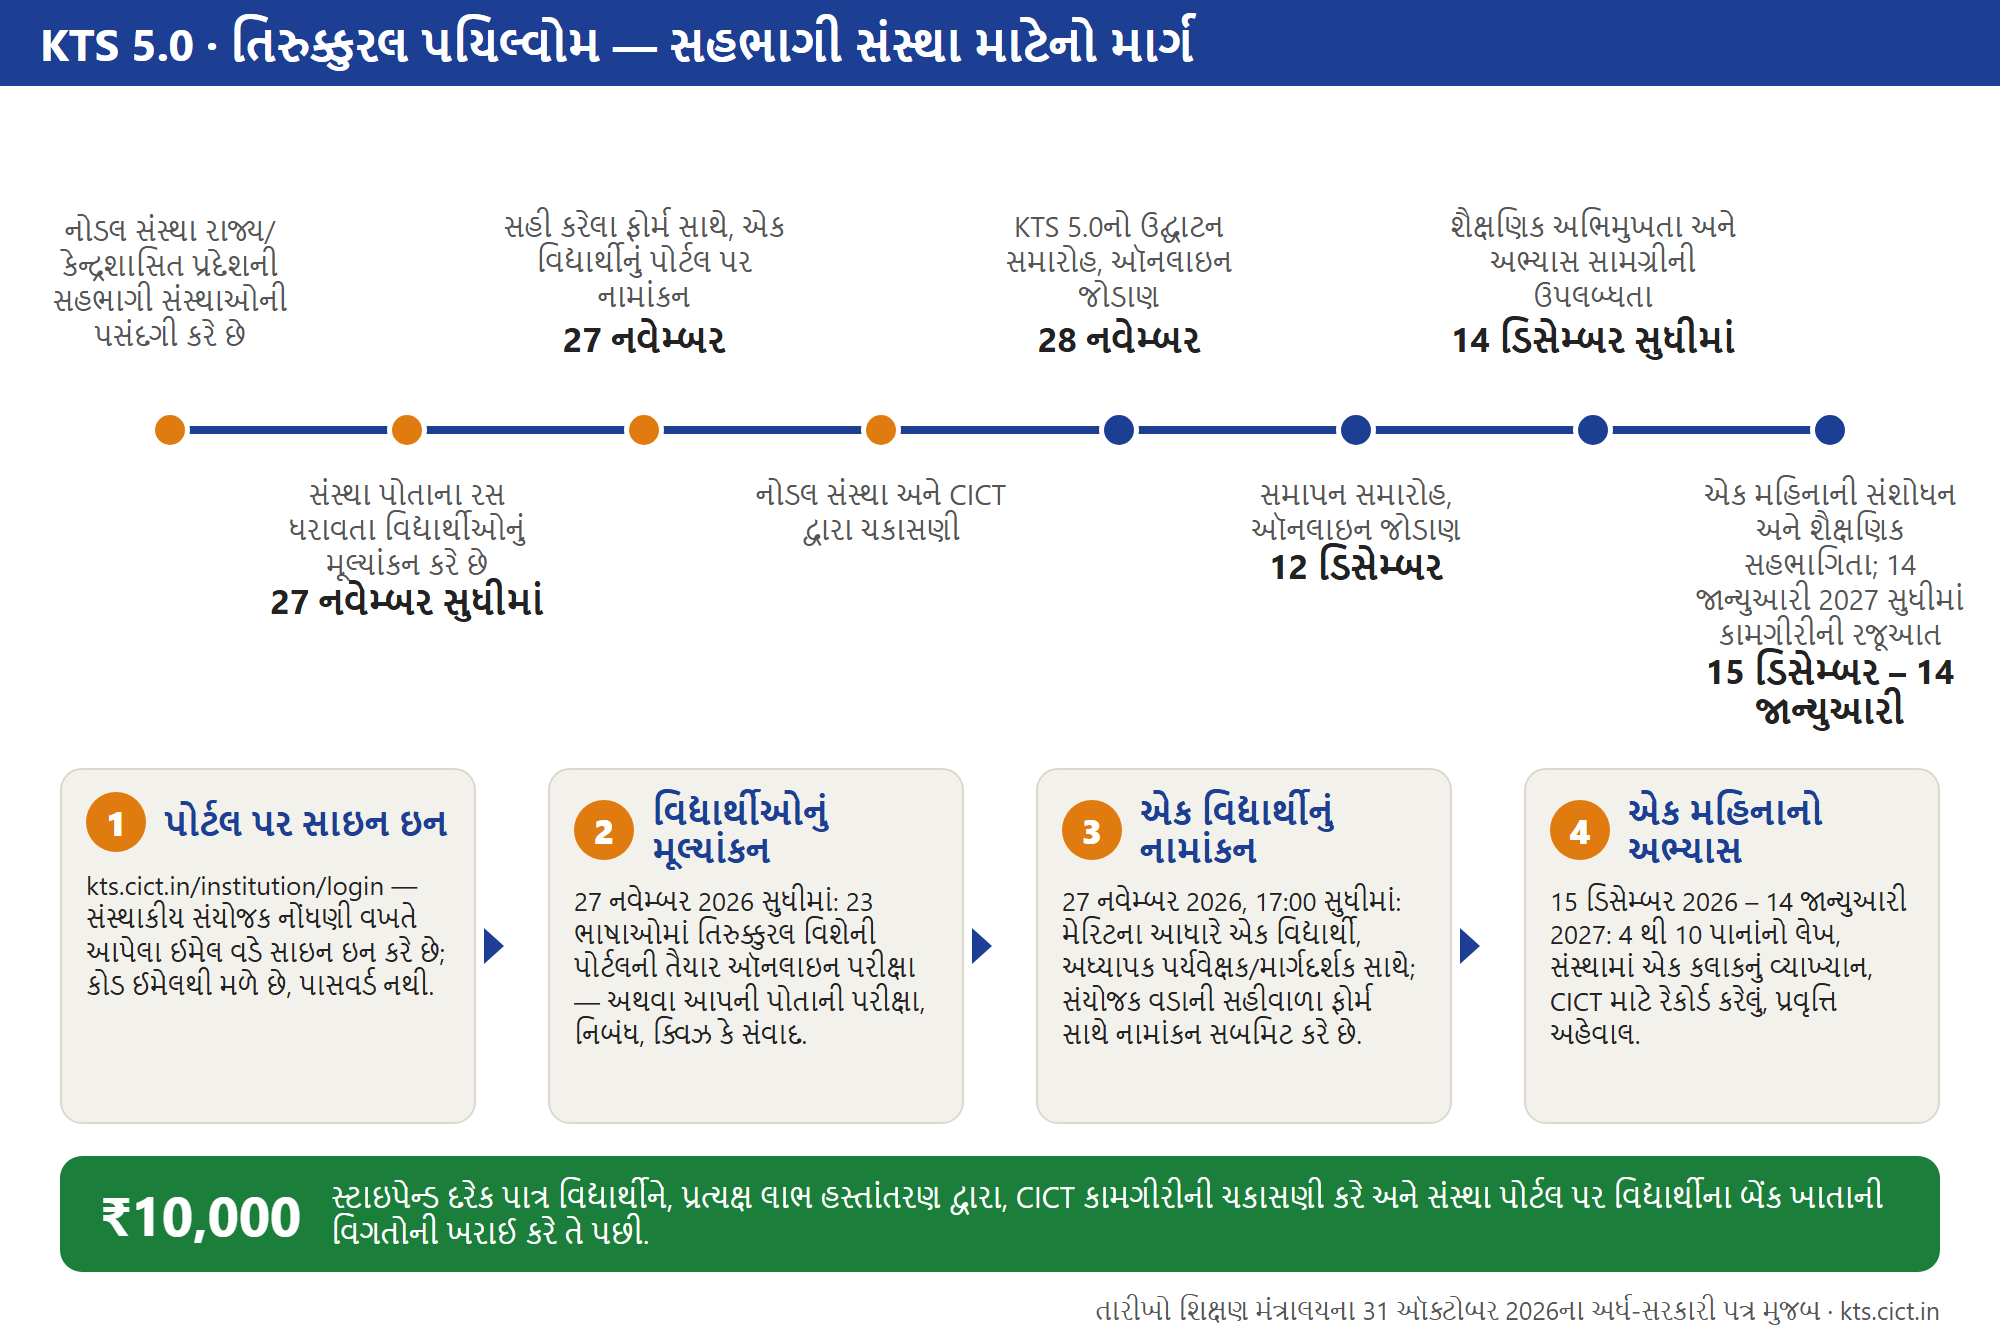 KTS 5.0 · તિરુક્કુરલ પયિલ્વોમ — સહભાગી સંસ્થા માટેનો માર્ગ
નોડલ સંસ્થા રાજ્ય/
કેન્દ્રશાસિત પ્રદેશની
સહભાગી સંસ્થાઓની
પસંદગી કરે છે
સહી કરેલા ફોર્મ સાથે, એક
વિદ્યાર્થીનું પોર્ટલ પર
નામાંકન
27 નવેમ્બર
KTS 5.0નો ઉદ્ઘાટન
સમારોહ, ઑનલાઇન
જોડાણ
28 નવેમ્બર
શૈક્ષણિક અભિમુખતા અને
અભ્યાસ સામગ્રીની
ઉપલબ્ધતા
14 ડિસેમ્બર સુધીમાં
સંસ્થા પોતાના રસ
ધરાવતા વિદ્યાર્થીઓનું
મૂલ્યાંકન કરે છે
27 નવેમ્બર સુધીમાં
નોડલ સંસ્થા અને CICT
દ્વારા ચકાસણી
સમાપન સમારોહ,
ઑનલાઇન જોડાણ
12 ડિસેમ્બર
એક મહિનાની સંશોધન
અને શૈક્ષણિક
સહભાગિતા; 14
જાન્યુઆરી 2027 સુધીમાં
કામગીરીની રજૂઆત
15 ડિસેમ્બર – 14
જાન્યુઆરી
1 પોર્ટલ પર સાઇન ઇન
kts.cict.in/institution/login —
સંસ્થાકીય સંયોજક નોંધણી વખતે
આપેલા ઈમેલ વડે સાઇન ઇન કરે છે;
કોડ ઈમેલથી મળે છે, પાસવર્ડ નથી.
2 વિદ્યાર્થીઓનું
મૂલ્યાંકન
27 નવેમ્બર 2026 સુધીમાં: 23
ભાષાઓમાં તિરુક્કુરલ વિશેની
પોર્ટલની તૈયાર ઑનલાઇન પરીક્ષા
— અથવા આપની પોતાની પરીક્ષા,
નિબંધ, ક્વિઝ કે સંવાદ.
3 એક વિદ્યાર્થીનું
નામાંકન
27 નવેમ્બર 2026, 17:00 સુધીમાં:
મેરિટના આધારે એક વિદ્યાર્થી,
અધ્યાપક પર્યવેક્ષક/માર્ગદર્શક સાથે;
સંયોજક વડાની સહીવાળા ફોર્મ
સાથે નામાંકન સબમિટ કરે છે.
4 એક મહિનાનો
અભ્યાસ
15 ડિસેમ્બર 2026 – 14 જાન્યુઆરી
2027: 4 થી 10 પાનાંનો લેખ,
સંસ્થામાં એક કલાકનું વ્યાખ્યાન,
CICT માટે રેકોર્ડ કરેલું, પ્રવૃત્તિ
અહેવાલ.
₹10,000
સ્ટાઇપેન્ડ દરેક પાત્ર વિદ્યાર્થીને, પ્રત્યક્ષ લાભ હસ્તાંતરણ દ્વારા, CICT કામગીરીની ચકાસણી કરે અને સંસ્થા પોર્ટલ પર વિદ્યાર્થીના બેંક ખાતાની
વિગતોની ખરાઈ કરે તે પછી.
તારીખો શિક્ષણ મંત્રાલયના 31 ઑક્ટોબર 2026ના અર્ધ-સરકારી પત્ર મુજબ · kts.cict.in